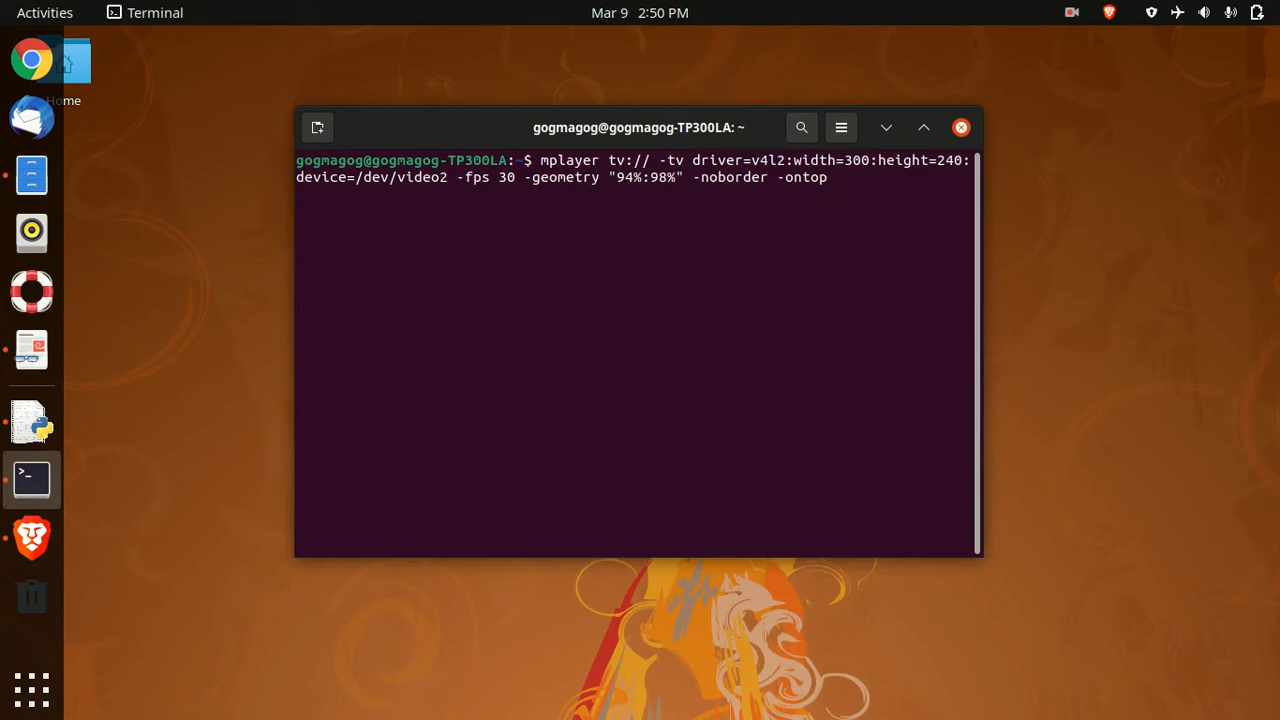 Activities Terminal Mar 9 2:50 PM
Home
gogmagog@gogmagog-TP300LA: ~
gogmagog@gogmagog-TP300LA:~$ mplayer tv:// -tv driver=v4l2:width=300:height=240:
device=/dev/video2 -fps 30 -geometry "94%:98%" -noborder -ontop